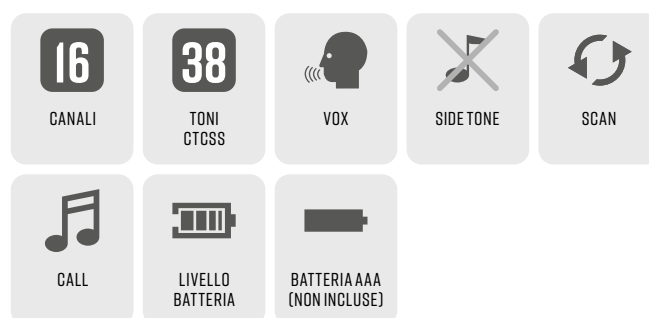 16
CANALI
38
TONI
CTCSS
VOX
SIDE TONE
SCAN
CALL
LIVELLO
BATTERIA
BATTERIA AAA
(NON INCLUSE)